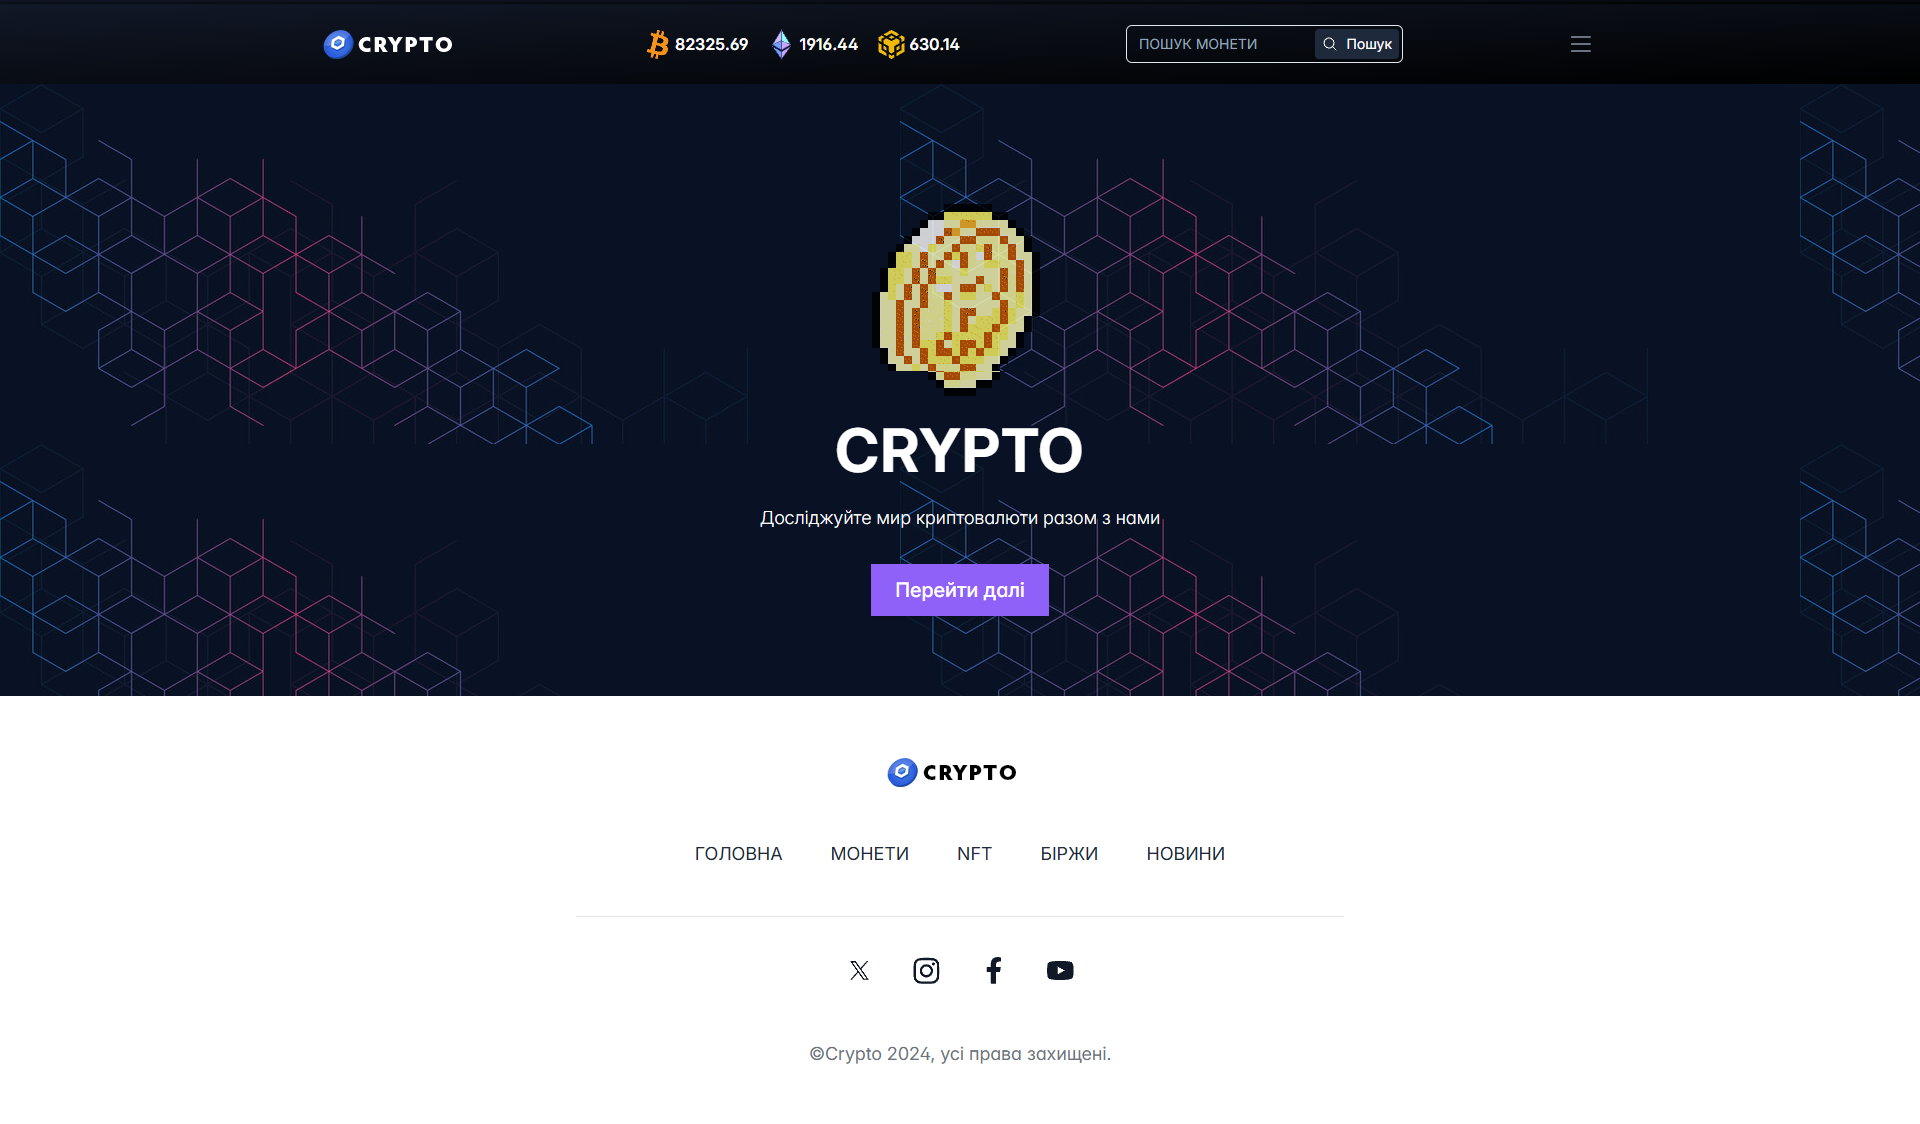 CRYPTO
82325.69 1916.44 630.14
ПОШУК МОНЕТИ Пошук
CRYPTO
Досліджуйте мир криптовалюти разом з нами
Перейти далі
CRYPTO
ГОЛОВНА МОНЕТИ NFT БІРЖИ НОВИНИ
©Crypto 2024, усі права захищені.